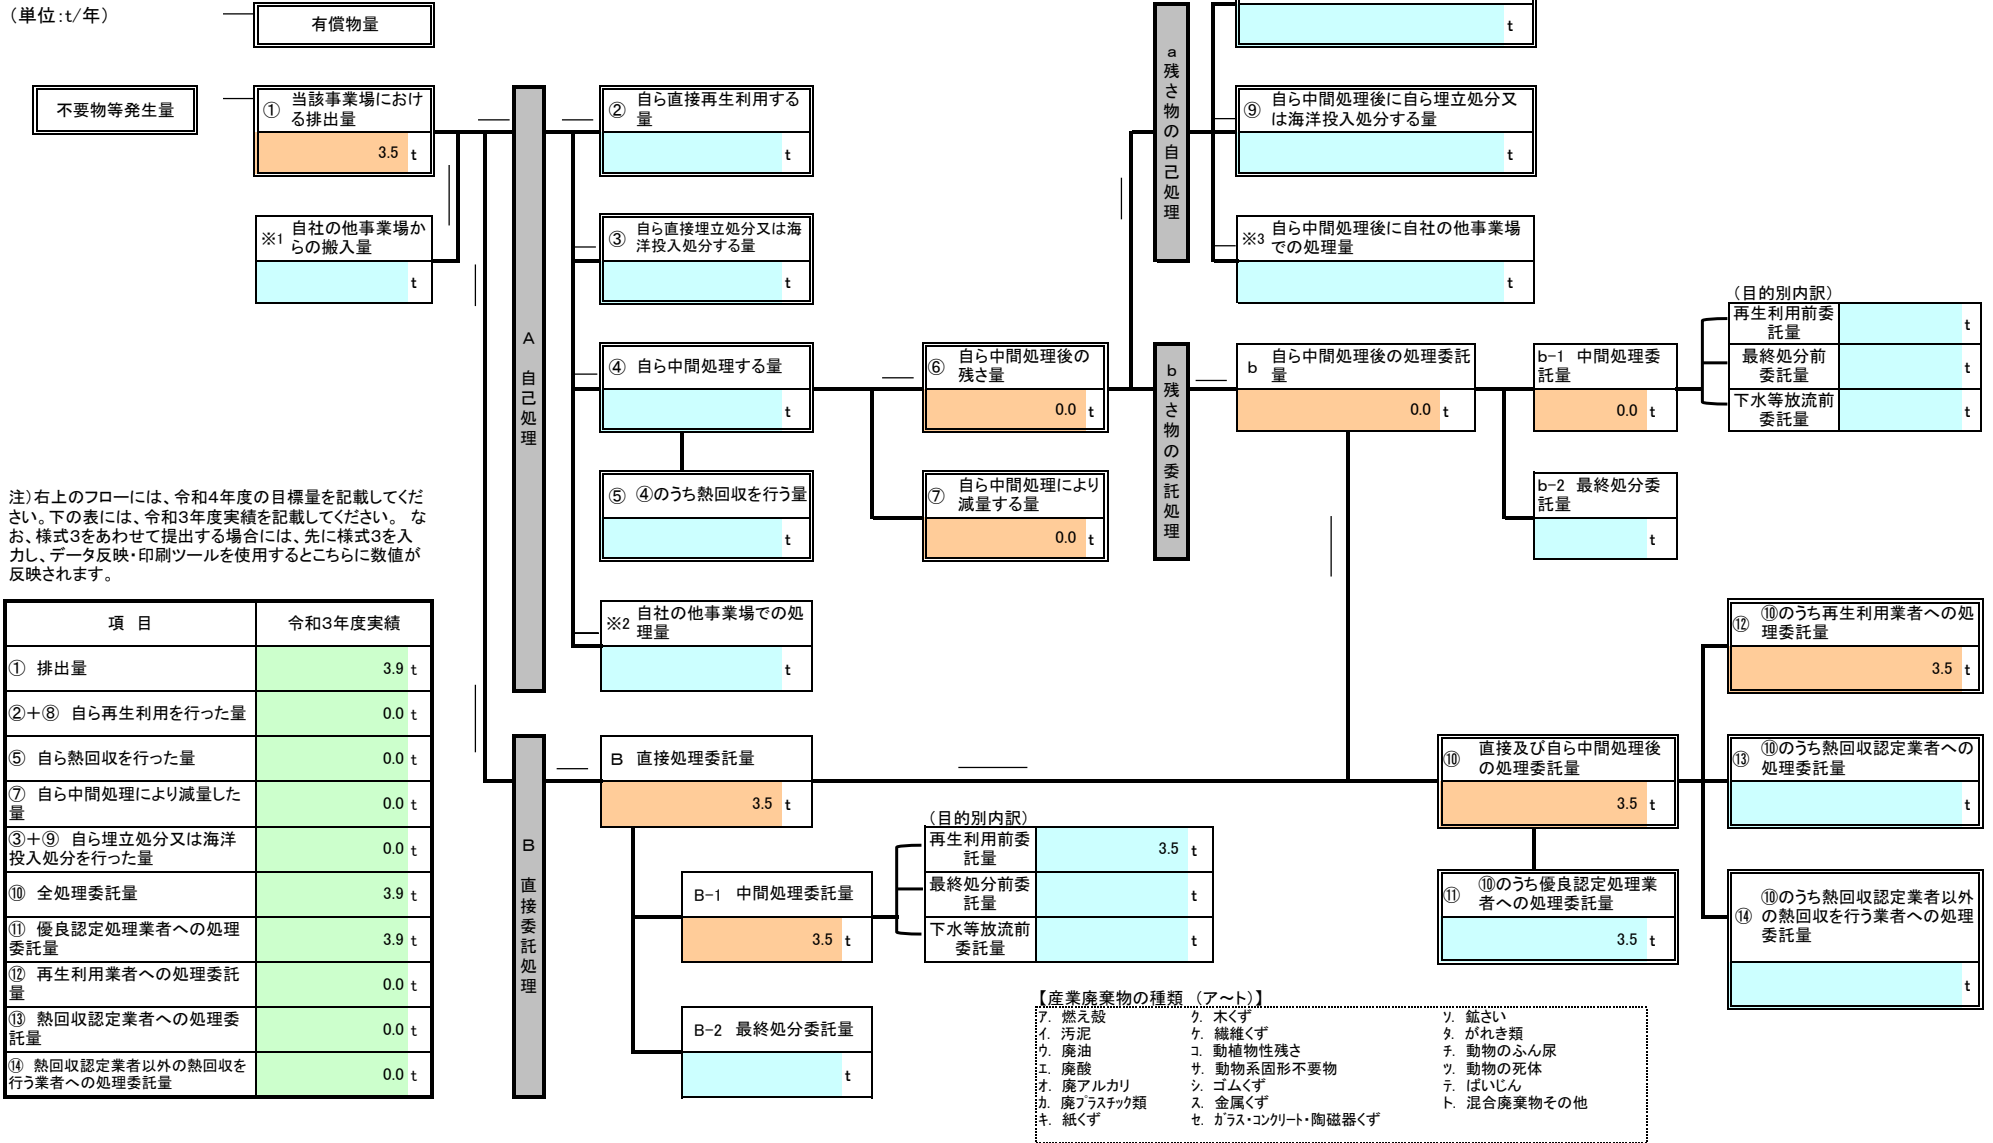 （単位:t/年）
有償物量
t
不要物等発生量
① 当該事業場におけ
る排出量
3.5 t
② 自ら直接再生利用する
量
t
⑨ 自ら中間処理後に自ら埋立処分又
は海洋投入処分する量
t
a 残さ物の自己処理
※1 自社の他事業場か
らの搬入量
t
③ 自ら直接埋立処分又は海
洋投入処分する量
t
※3 自ら中間処理後に自社の他事業場
での処理量
t
A 自己処理
④ 自ら中間処理する量
t
⑥ 自ら中間処理後の
残さ量
0.0 t
b 残さ物の委託処理
b 自ら中間処理後の処理委託
量
0.0 t
b-1 中間処理委
託量
0.0 t
（目的別内訳）
再生利用前委
託量
t
最終処分前
委託量
t
下水等放流前
委託量
t
⑤ ④のうち熱回収を行う量
t
⑦ 自ら中間処理により
減量する量
0.0 t
b-2 最終処分委
託量
t
注）右上のフローには、令和4年度の目標量を記載してくだ
さい。下の表には、令和3年度実績を記載してください。 な
お、様式3をあわせて提出する場合には、先に様式3を入
力し、データ反映・印刷ツールを使用するとこちらに数値が
反映されます。
項 目 令和3年度実績
① 排出量 3.9 t
②＋⑧ 自ら再生利用を行った量 0.0 t
⑤ 自ら熱回収を行った量 0.0 t
⑦ 自ら中間処理により減量した
量 0.0 t
③＋⑨ 自ら埋立処分又は海洋
投入処分を行った量 0.0 t
⑩ 全処理委託量 3.9 t
⑪ 優良認定処理業者への処理
委託量 3.9 t
⑫ 再生利用業者への処理委託
量 0.0 t
⑬ 熱回収認定業者への処理委
託量 0.0 t
⑭ 熱回収認定業者以外の熱回収を
行う業者への処理委託量 0.0 t
※2 自社の他事業場での処
理量
t
B 直接委託処理
B 直接処理委託量
3.5 t
B-1 中間処理委託量
3.5 t
（目的別内訳）
再生利用前委
託量
3.5 t
最終処分前委
託量
t
下水等放流前
委託量
t
B-2 最終処分委託量
t
⑩ 直接及び自ら中間処理後
の処理委託量
3.5 t
⑪ ⑩のうち優良認定処理業
者への処理委託量
3.5 t
⑫ ⑩のうち再生利用業者への処
理委託量
3.5 t
⑬ ⑩のうち熱回収認定業者への
処理委託量
t
⑭ ⑩のうち熱回収認定業者以外
の熱回収を行う業者への処理
委託量
t
【産業廃棄物の種類 （ア～ト）】
ア. 燃え殻 ク. 木くず ソ. 鉱さい
イ. 汚泥 ケ. 繊維くず タ. がれき類
ウ. 廃油 コ. 動植物性残さ チ. 動物のふん尿
エ. 廃酸 サ. 動物系固形不要物 ツ. 動物の死体
オ. 廃アルカリ シ. ゴムくず テ. ばいじん
カ. 廃プラスチック類 ス. 金属くず ト. 混合廃棄物その他
キ. 紙くず セ. ガラス・コンクリート・陶磁器くず